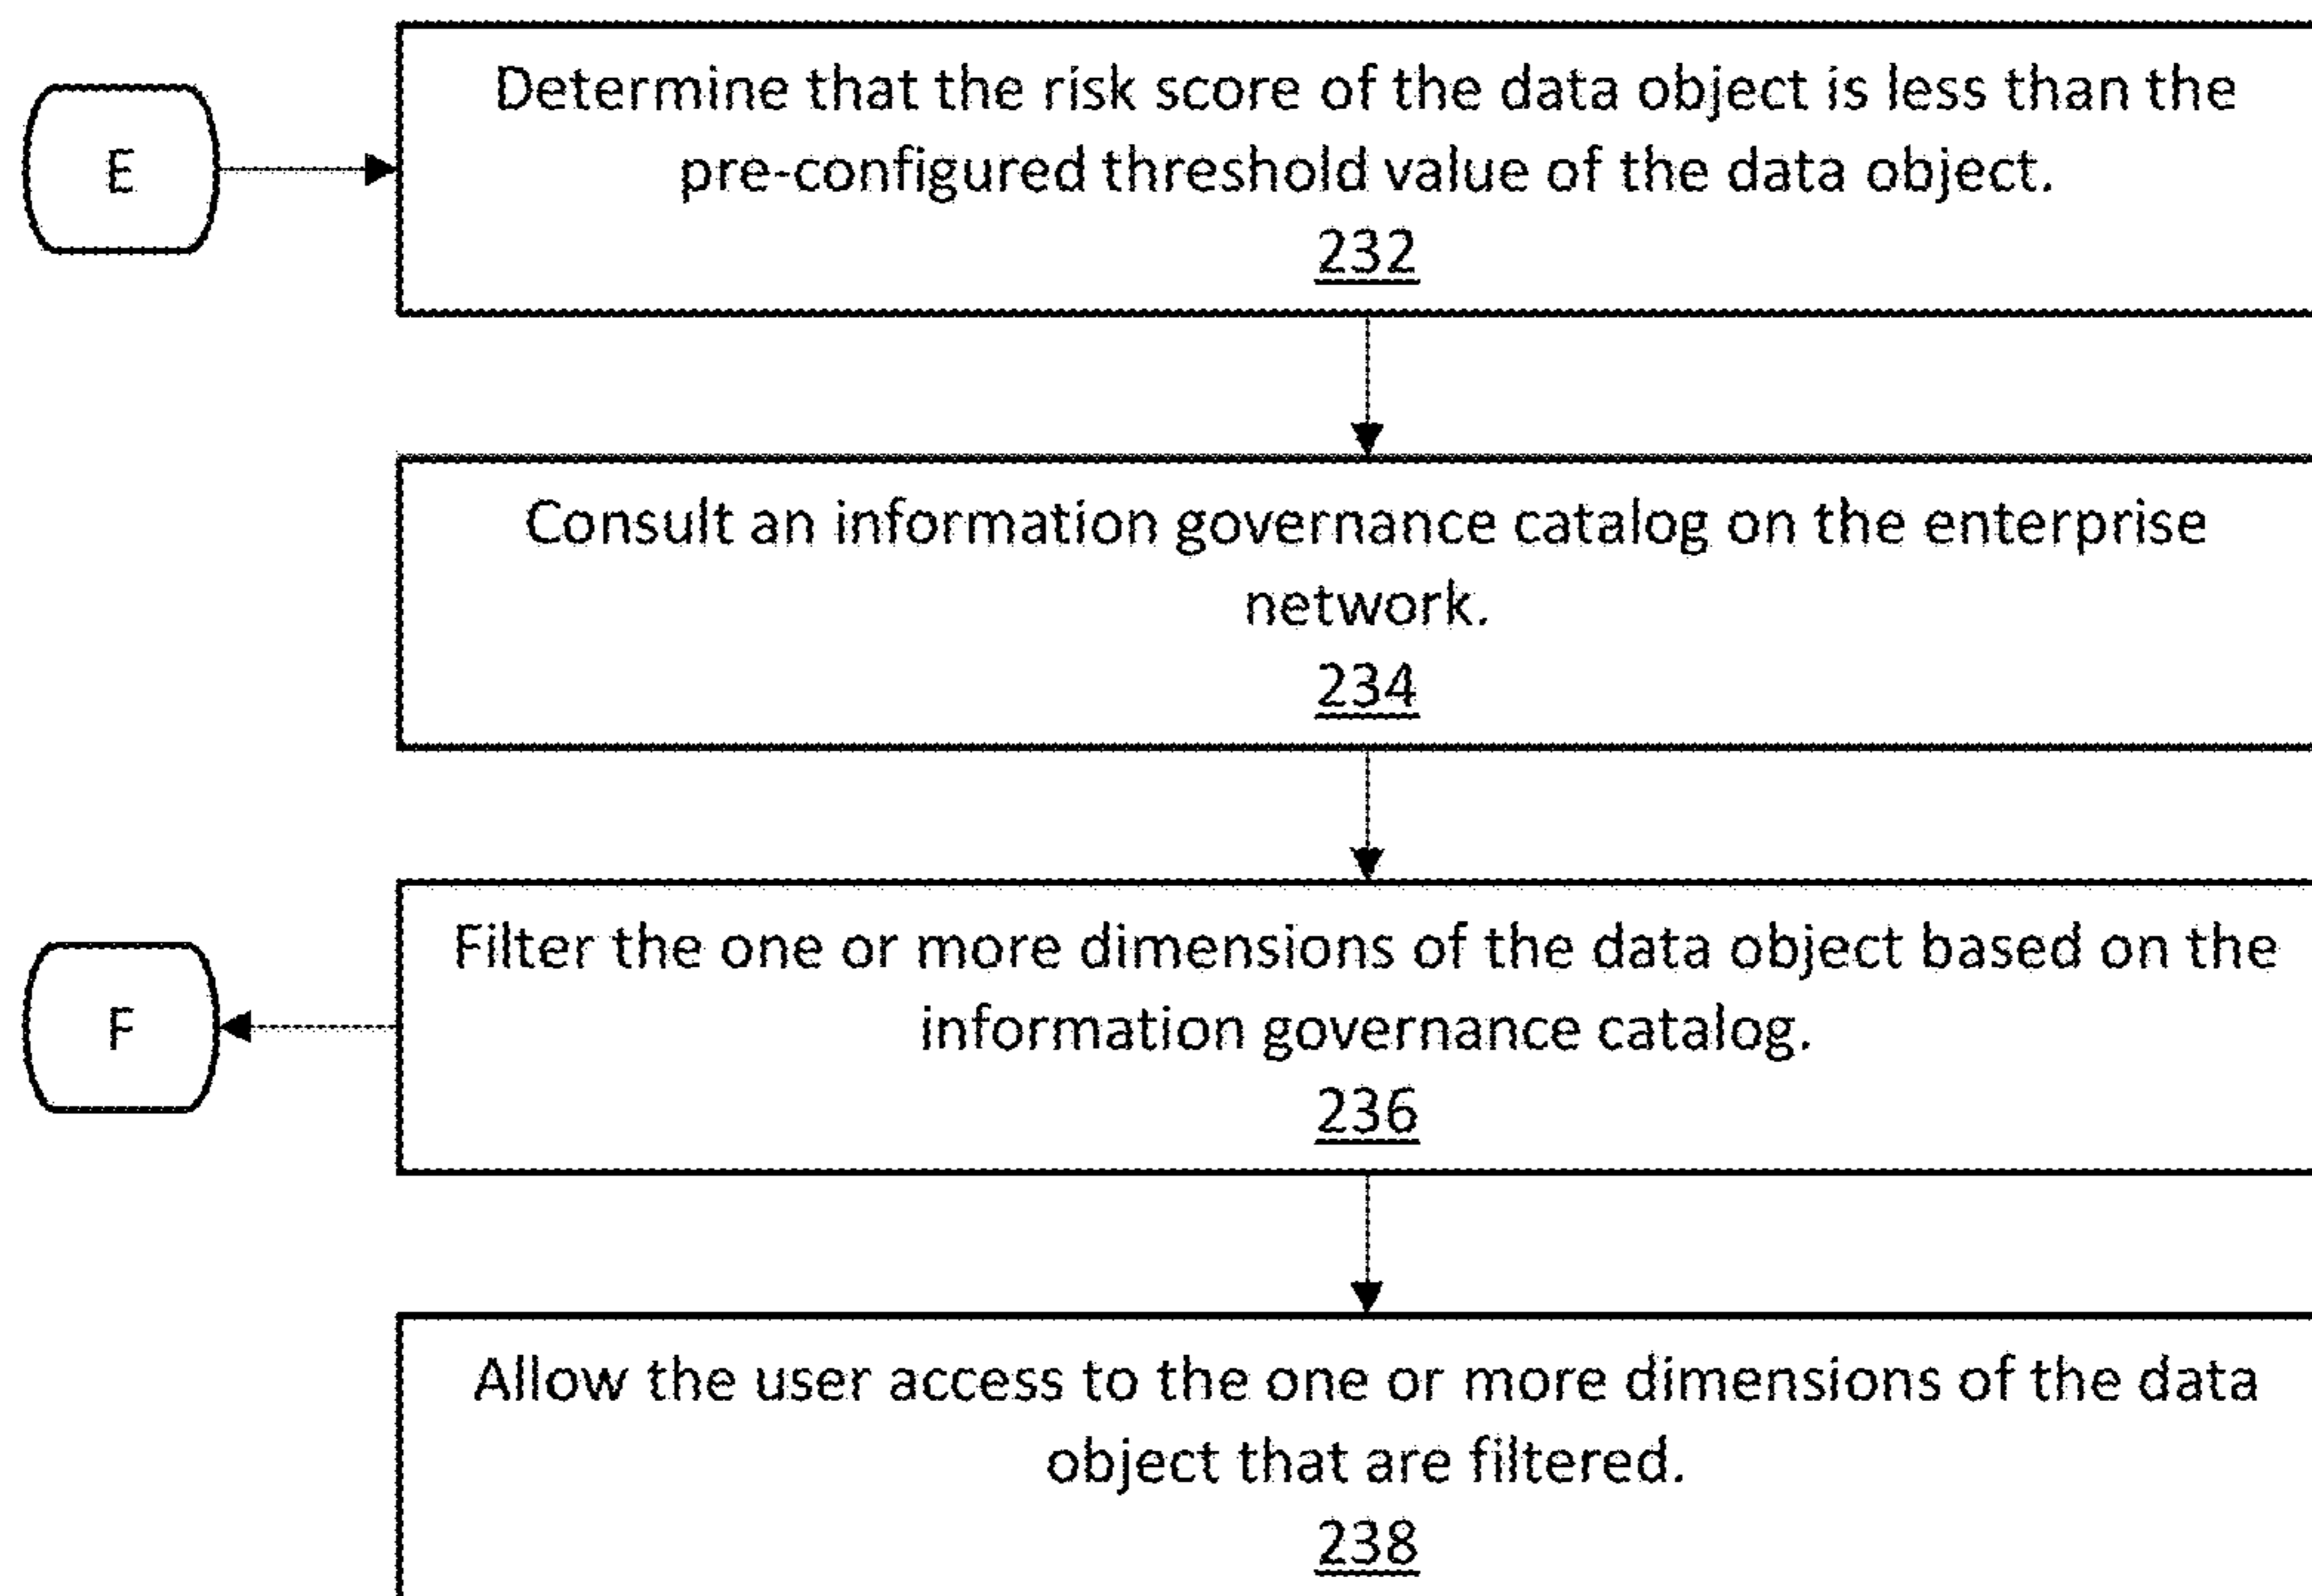 E
Determine that the risk score of the data object is less than the
pre-configured threshold value of the data object.
232
Consult an information governance catalog on the enterprise
network.
234
Filter the one or more dimensions of the data object based on the
information governance catalog.
236
F
Allow the user access to the one or more dimensions of the data
object that are filtered.
238